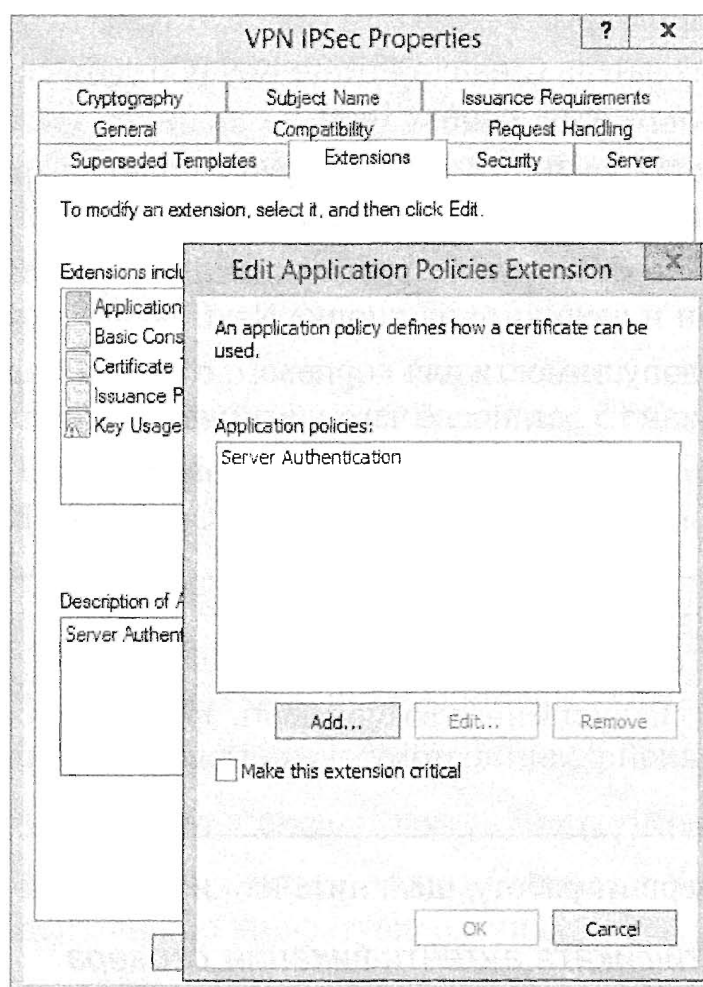 VPN IPSec Properties
?
x
Cryptography
Subject Name
Issuance Requirements
General
Compatibility
Request Handling
Superseded Templates
Extensions
Security
Server
To modify an extension, select it, and then click Edit.
Extensions inclu
Application
Basic Cons
Certificate T
Issuance P
Key Usage
Description of A
Server Authent
Edit Application Policies Extension
x
An application policy defines how a certificate can be
used.
Application policies:
Server Authentication
Add...
Edit...
Remove
Make this extension critical
OK
Cancel